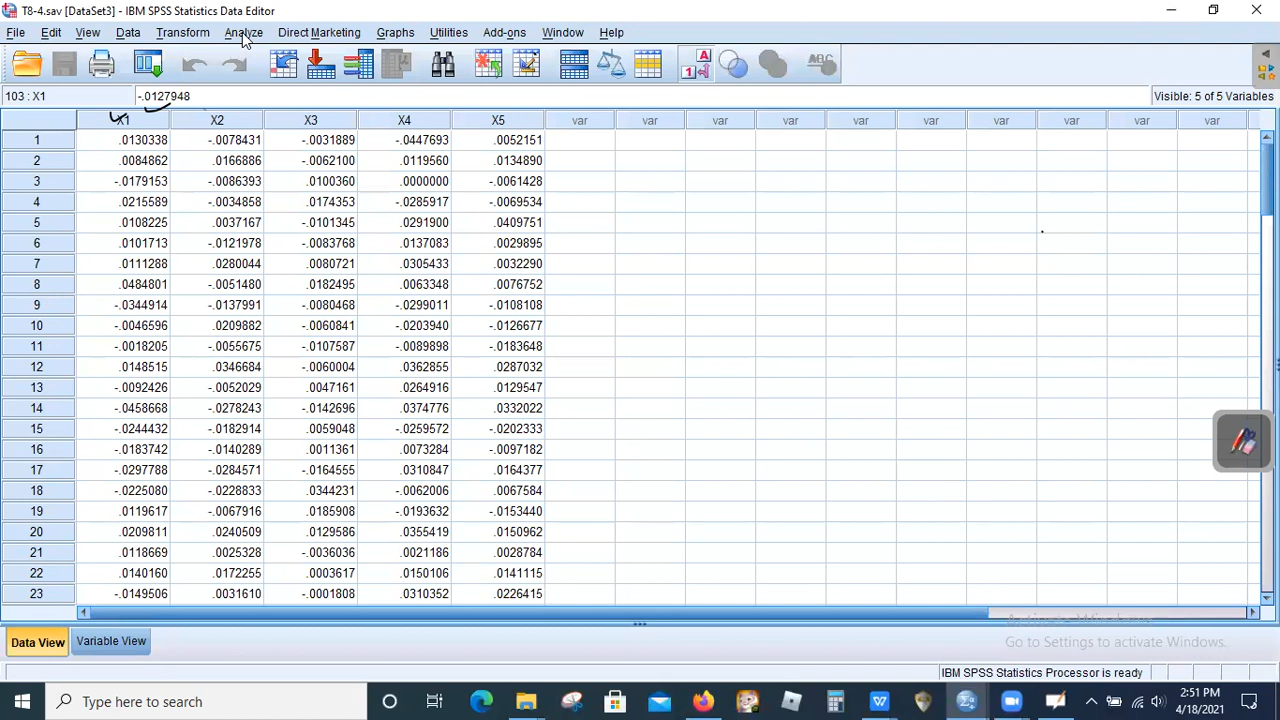 T8-4.sav [DataSet3] - IBM SPSS Statistics Data Editor
File Edit View Data Transform Analyze Direct Marketing Graphs Utilities Add-ons Window Help
103 : X1 -.0127948 Visible: 5 of 5 Variables
X1 X2 X3 X4 X5 var var var var var var var var var var
1 .0130338 -.0078431 -.0031889 -.0447693 .0052151
2 .0084862 .0166886 -.0062100 .0119560 .0134890
3 -.0179153 -.0086393 .0100360 .0000000 -.0061428
4 .0215589 -.0034858 .0174353 -.0285917 -.0069534
5 .0108225 .0037167 -.0101345 .0291900 .0409751
6 .0101713 -.0121978 -.0083768 .0137083 .0029895
7 .0111288 .0280044 .0080721 .0305433 .0032290
8 .0484801 -.0051480 .0182495 .0063348 .0076752
9 -.0344914 -.0137991 -.0080468 -.0299011 -.0108108
10 -.0046596 .0209882 -.0060841 -.0203940 -.0126677
11 -.0018205 -.0055675 -.0107587 -.0089898 -.0183648
12 .0148515 .0346684 -.0060004 .0362855 .0287032
13 -.0092426 -.0052029 .0047161 .0264916 .0129547
14 -.0458668 -.0278243 -.0142696 .0374776 .0332022
15 -.0244432 -.0182914 .0059048 -.0259572 -.0202333
16 -.0183742 -.0140289 .0011361 .0073284 -.0097182
17 -.0297788 -.0284571 -.0164555 .0310847 .0164377
18 -.0225080 -.0228833 .0344231 -.0062006 .0067584
19 .0119617 -.0067916 .0185908 -.0193632 -.0153440
20 .0209811 .0240509 .0129586 .0355419 .0150962
21 .0118669 .0025328 -.0036036 .0021186 .0028784
22 .0140160 .0172255 .0003617 .0150106 .0141115
23 -.0149506 .0031610 -.0001808 .0310352 .0226415
Activate Windows
Go to Settings to activate Windows.
Data View Variable View
IBM SPSS Statistics Processor is ready
Type here to search
2:51 PM
4/18/2021